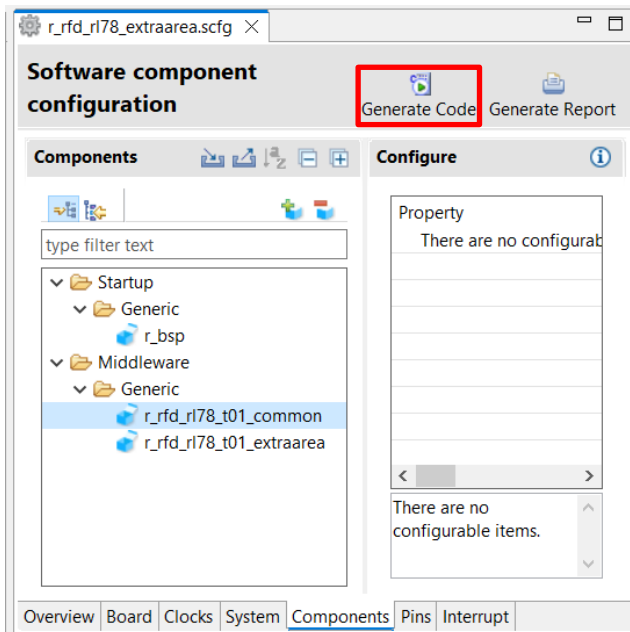 r_rfd_rl78_extraarea.scfg
Software component
configuration
Generate Code
Generate Report
Components
Configure
type filter text
Startup
Generic
r_bsp
Middleware
Generic
r_rfd_rl78_t01_common
r_rfd_rl78_t01_extraarea
Property
There are no configurab
There are no
configurable items.
Overview Board Clocks System Components Pins Interrupt